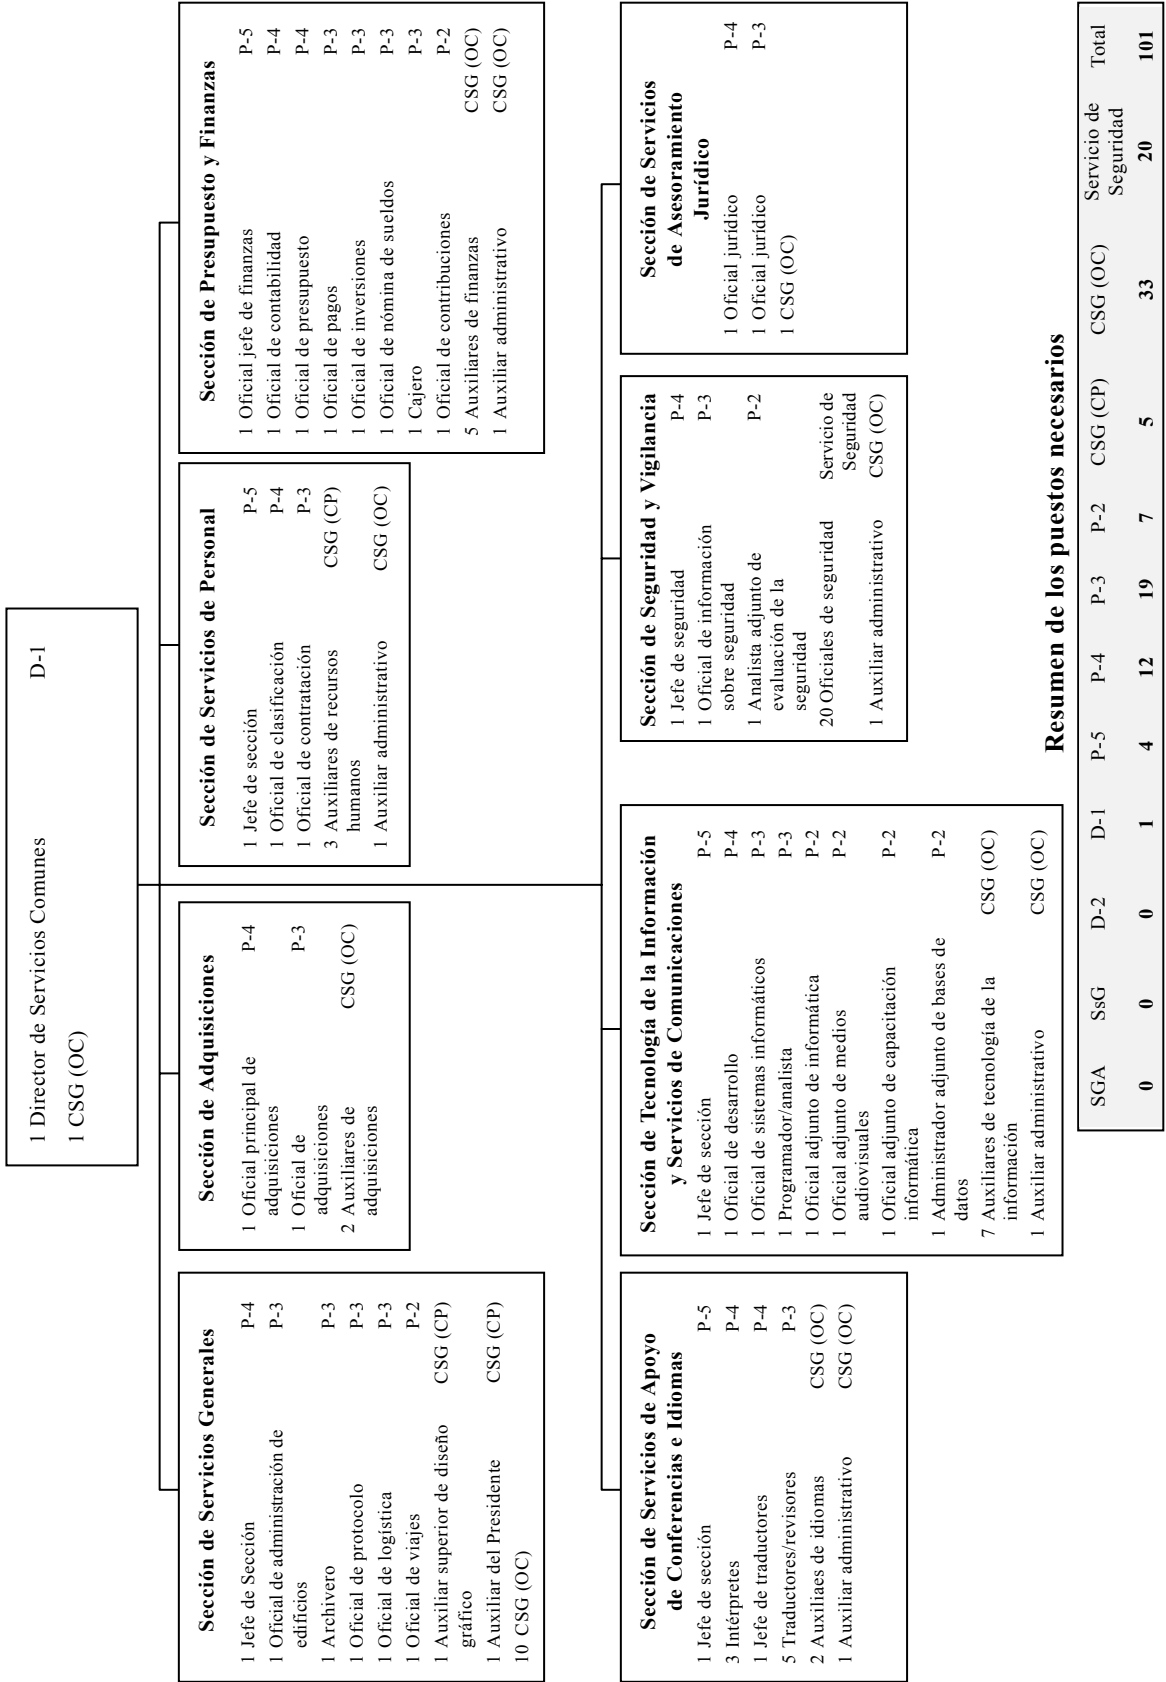 1 Director de Servicios Comunes D-1
1 CSG (OC)
Sección de Servicios Generales
1 Jefe de Sección P-4
1 Oficial de administración de P-3
edificios
1 Archivero P-3
1 Oficial de protocolo P-3
1 Oficial de logística P-3
1 Oficial de viajes P-2
1 Auxiliar superior de diseño CSG (CP)
gráfico
1 Auxiliar del Presidente CSG (CP)
10 CSG (OC)
Sección de Adquisiciones
1 Oficial principal de P-4
adquisiciones
1 Oficial de P-3
adquisiciones
2 Auxiliares de CSG (OC)
adquisiciones
Sección de Servicios de Personal
1 Jefe de sección P-5
1 Oficial de clasificación P-4
1 Oficial de contratación P-3
3 Auxiliares de recursos CSG (CP)
humanos
1 Auxiliar administrativo CSG (OC)
Sección de Presupuesto y Finanzas
1 Oficial jefe de finanzas P-5
1 Oficial de contabilidad P-4
1 Oficial de presupuesto P-4
1 Oficial de pagos P-3
1 Oficial de inversiones P-3
1 Oficial de nómina de sueldos P-3
1 Cajero P-3
1 Oficial de contribuciones P-2
5 Auxiliares de finanzas CSG (OC)
1 Auxiliar administrativo CSG (OC)
Sección de Servicios de Apoyo
de Conferencias e Idiomas
1 Jefe de sección P-5
3 Intérpretes P-4
1 Jefe de traductores P-4
5 Traductores/revisores P-3
2 Auxiliaes de idiomas CSG (OC)
1 Auxiliar administrativo CSG (OC)
Sección de Tecnología de la Información
y Servicios de Comunicaciones
1 Jefe de sección P-5
1 Oficial de desarrollo P-4
1 Oficial de sistemas informáticos P-3
1 Programador/analista P-3
1 Oficial adjunto de informática P-2
1 Oficial adjunto de medios P-2
audiovisuales
1 Oficial adjunto de capacitación P-2
informática
1 Administrador adjunto de bases de P-2
datos
7 Auxiliares de tecnología de la CSG (OC)
información
1 Auxiliar administrativo CSG (OC)
Sección de Seguridad y Vigilancia
1 Jefe de seguridad P-4
1 Oficial de información P-3
sobre seguridad
1 Analista adjunto de P-2
evaluación de la
seguridad
20 Oficiales de seguridad Servicio de
Seguridad
1 Auxiliar administrativo CSG (OC)
Sección de Servicios
de Asesoramiento
Jurídico
1 Oficial jurídico P-4
1 Oficial jurídico P-3
1 CSG (OC)
Resumen de los puestos necesarios
SGA SsG D-2 D-1 P-5 P-4 P-3 P-2 CSG (CP) CSG (OC) Servicio de Total
Seguridad
0 0 0 1 4 12 19 7 5 33 20 101